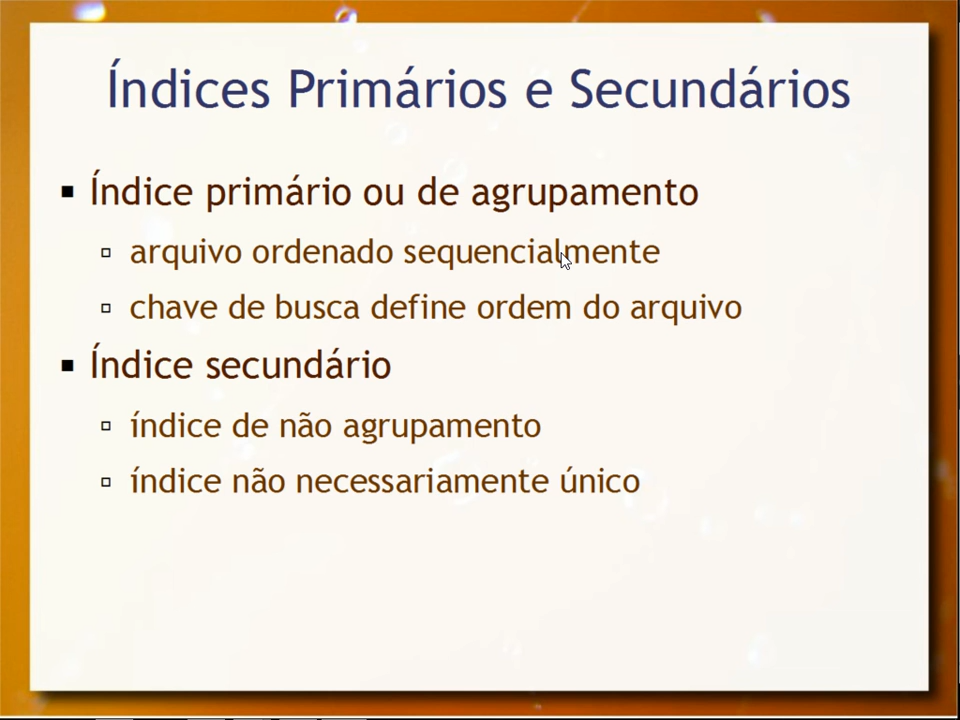 Índices Primários e Secundários
Índice primário ou de agrupamento
arquivo ordenado sequencialmente
chave de busca define ordem do arquivo
Índice secundário
índice de não agrupamento
índice não necessariamente único